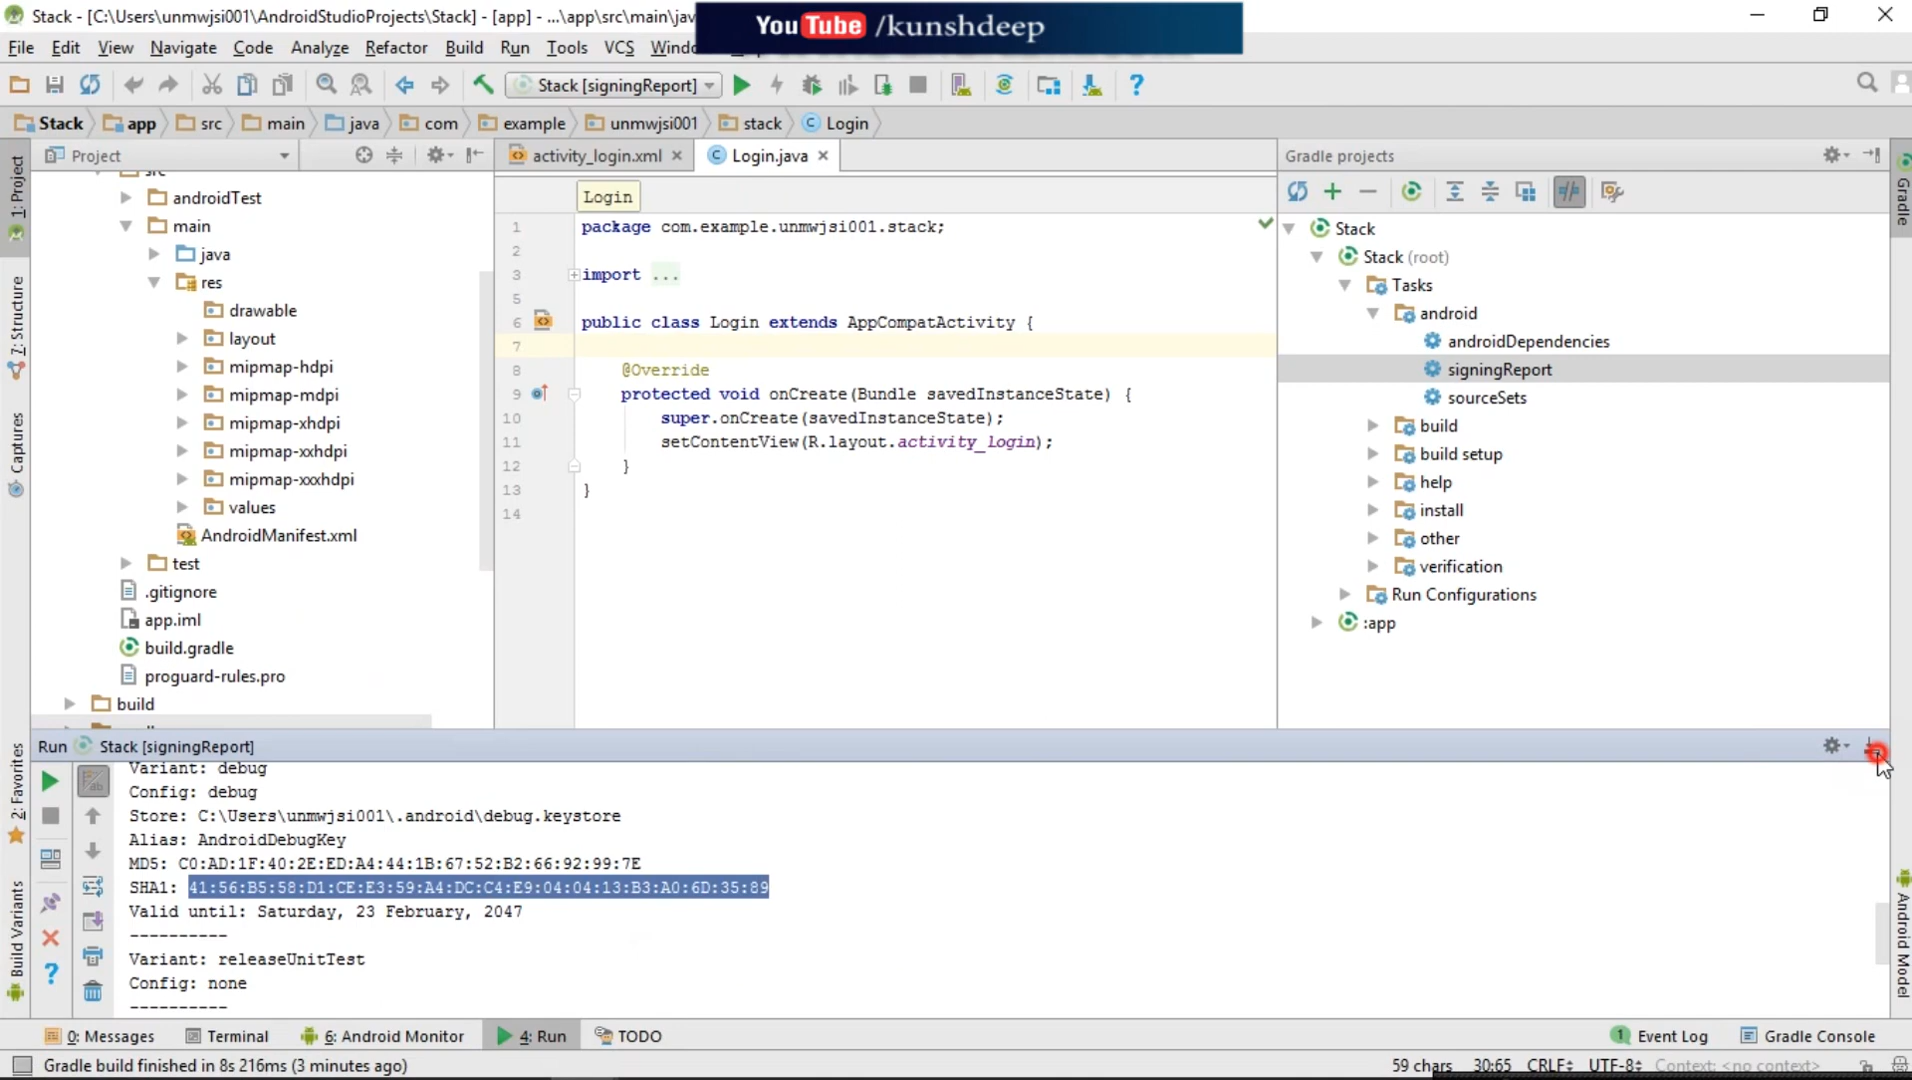 Stack - [C:\Users\unmwjsi001\AndroidStudioProjects\Stack] - [app] - ...\app\src\main\jav
YouTube /kunshdeep
File Edit View Navigate Code Analyze Refactor Build Run Tools VCS Windo
Stack [signingReport]
Stack app src main java com example unmwjsi001 stack Login
Project
activity_login.xml
Login.java
Gradle projects
1: Project
7: Structure
Captures
2: Favorites
Build Variants
src
androidTest
main
java
res
drawable
layout
mipmap-hdpi
mipmap-mdpi
mipmap-xhdpi
mipmap-xxhdpi
mipmap-xxxhdpi
values
AndroidManifest.xml
test
.gitignore
app.iml
build.gradle
proguard-rules.pro
build
Login
1 package com.example.unmwjsi001.stack;
2
3 import ...
5
6 public class Login extends AppCompatActivity {
7
8 @Override
9 protected void onCreate(Bundle savedInstanceState) {
10 super.onCreate(savedInstanceState);
11 setContentView(R.layout.activity_login);
12 }
13 }
14
Stack
Stack (root)
Tasks
android
androidDependencies
signingReport
sourceSets
build
build setup
help
install
other
verification
Run Configurations
:app
Gradle
Android Model
Run Stack [signingReport]
Variant: debug
Config: debug
Store: C:\Users\unmwjsi001\.android\debug.keystore
Alias: AndroidDebugKey
MD5: C0:AD:1F:40:2E:ED:A4:44:1B:67:52:B2:66:92:99:7E
SHA1: 41:56:B5:58:D1:CE:E3:59:A4:DC:C4:E9:04:04:13:B3:A0:6D:35:89
Valid until: Saturday, 23 February, 2047
----------
Variant: releaseUnitTest
Config: none
----------
0: Messages Terminal 6: Android Monitor 4: Run TODO 1 Event Log Gradle Console
Gradle build finished in 8s 216ms (3 minutes ago)
59 chars 30:65 CRLF UTF-8 Context: <no context>